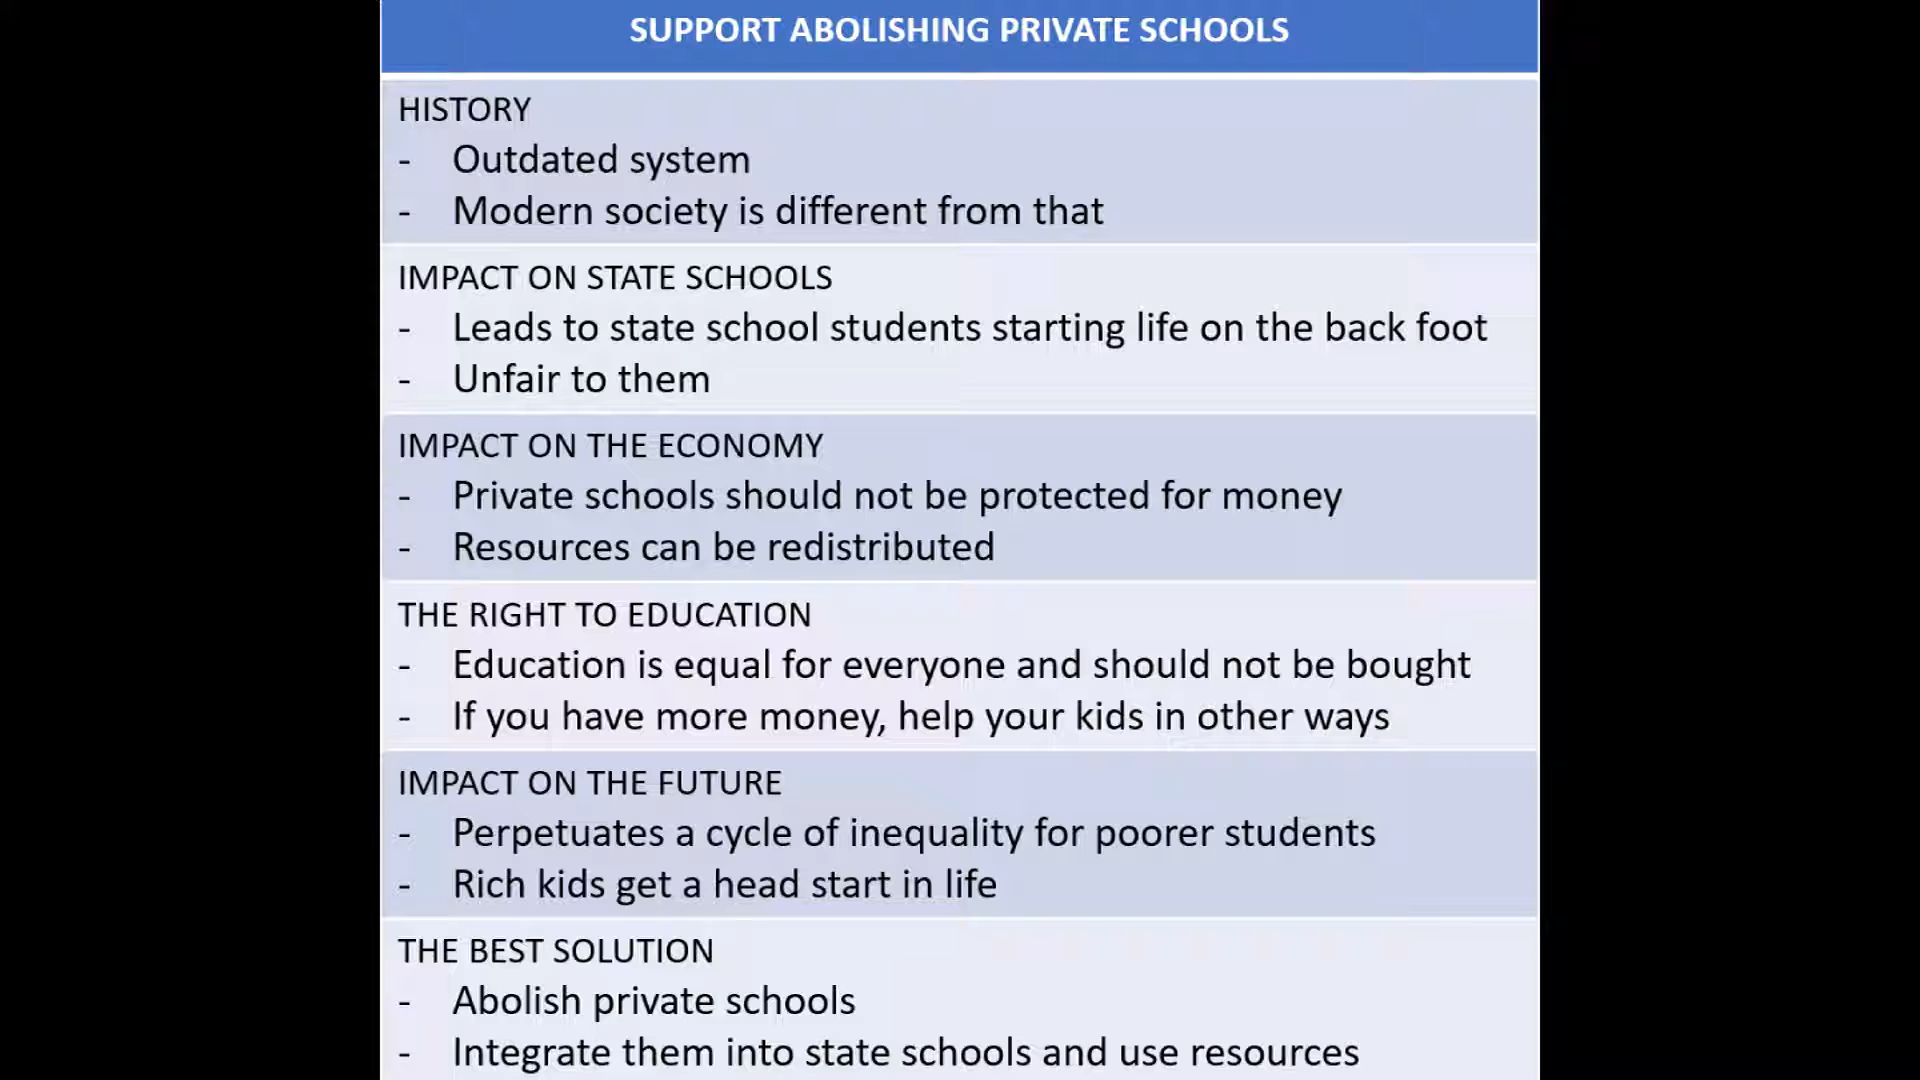 SUPPORT ABOLISHING PRIVATE SCHOOLS
HISTORY
- Outdated system
- Modern society is different from that
IMPACT ON STATE SCHOOLS
- Leads to state school students starting life on the back foot
- Unfair to them
IMPACT ON THE ECONOMY
- Private schools should not be protected for money
- Resources can be redistributed
THE RIGHT TO EDUCATION
- Education is equal for everyone and should not be bought
- If you have more money, help your kids in other ways
IMPACT ON THE FUTURE
- Perpetuates a cycle of inequality for poorer students
- Rich kids get a head start in life
THE BEST SOLUTION
- Abolish private schools
- Integrate them into state schools and use resources